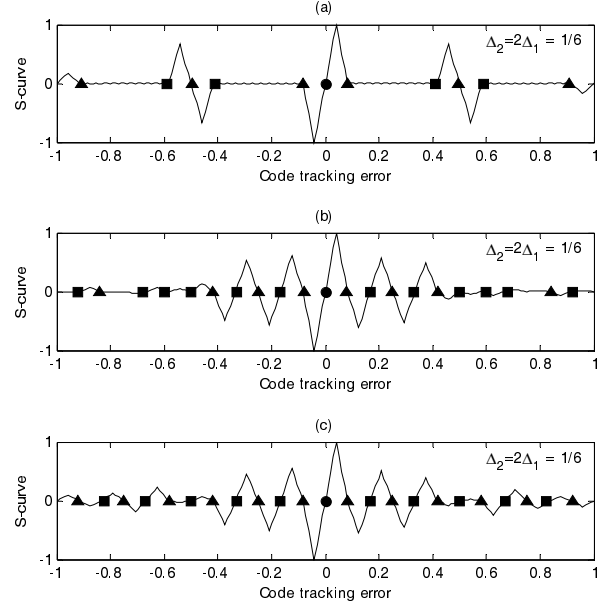 (a)
1
Δ2=2Δ1 = 1/6
S-curve
0
-1
-1 -0.8 -0.6 -0.4 -0.2 0 0.2 0.4 0.6 0.8 1
Code tracking error
(b)
1
Δ2=2Δ1 = 1/6
S-curve
0
-1
-1 -0.8 -0.6 -0.4 -0.2 0 0.2 0.4 0.6 0.8 1
Code tracking error
(c)
1
Δ2=2Δ1 = 1/6
S-curve
0
-1
-1 -0.8 -0.6 -0.4 -0.2 0 0.2 0.4 0.6 0.8 1
Code tracking error